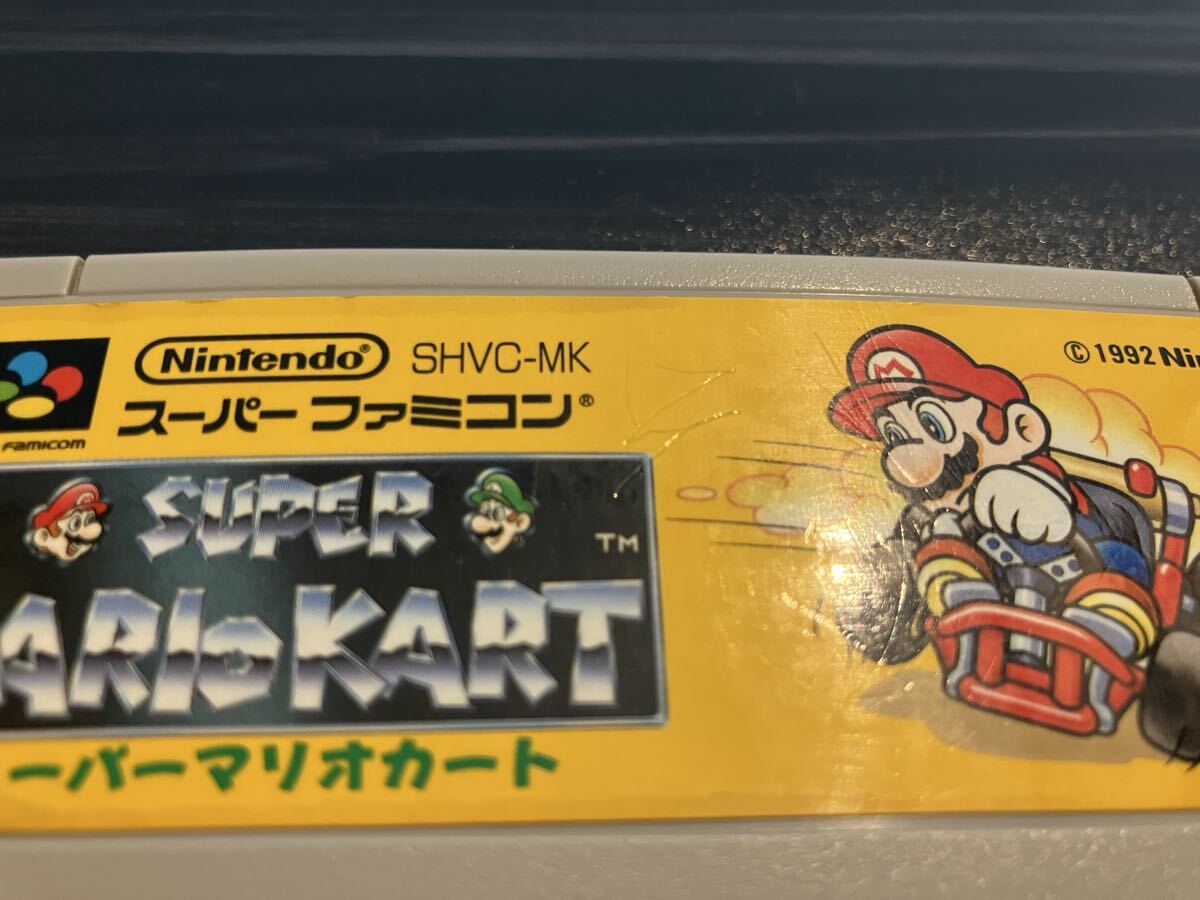 Nintendo® SHVC-MK
© 1992 Nin
FAMICOM
スーパーファミコン®
SUPER
TM
ARIO KART
ーパーマリオカート
M